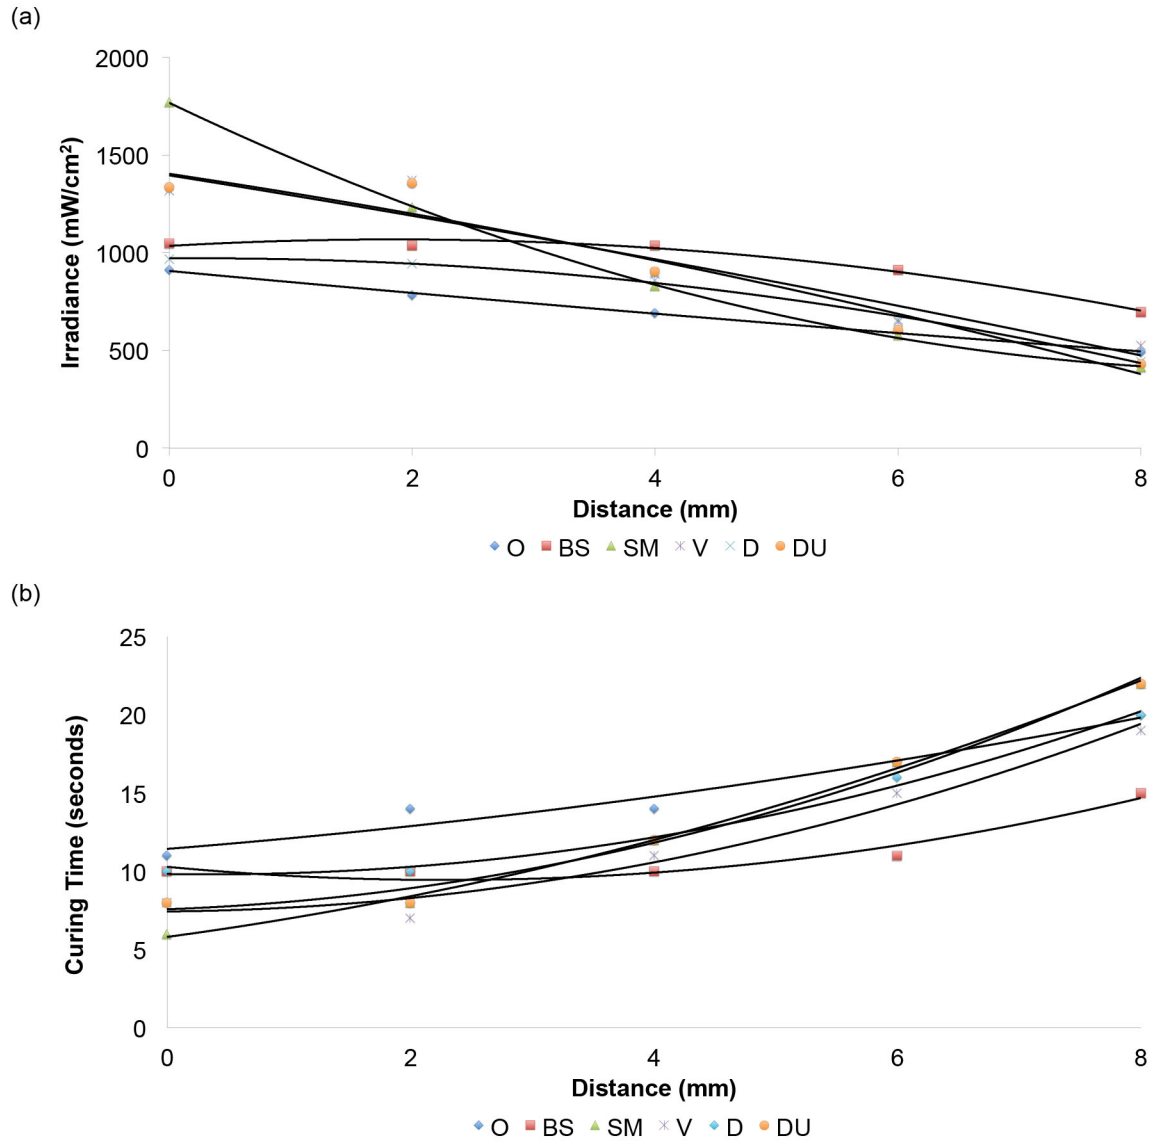 (a)
2000
1500
1000
500
0
Irradiance (mW/cm²)
0 2 4 6 8
Distance (mm)
O BS SM V D DU
(b)
25
20
15
10
5
0
Curing Time (seconds)
0 2 4 6 8
Distance (mm)
O BS SM V D DU